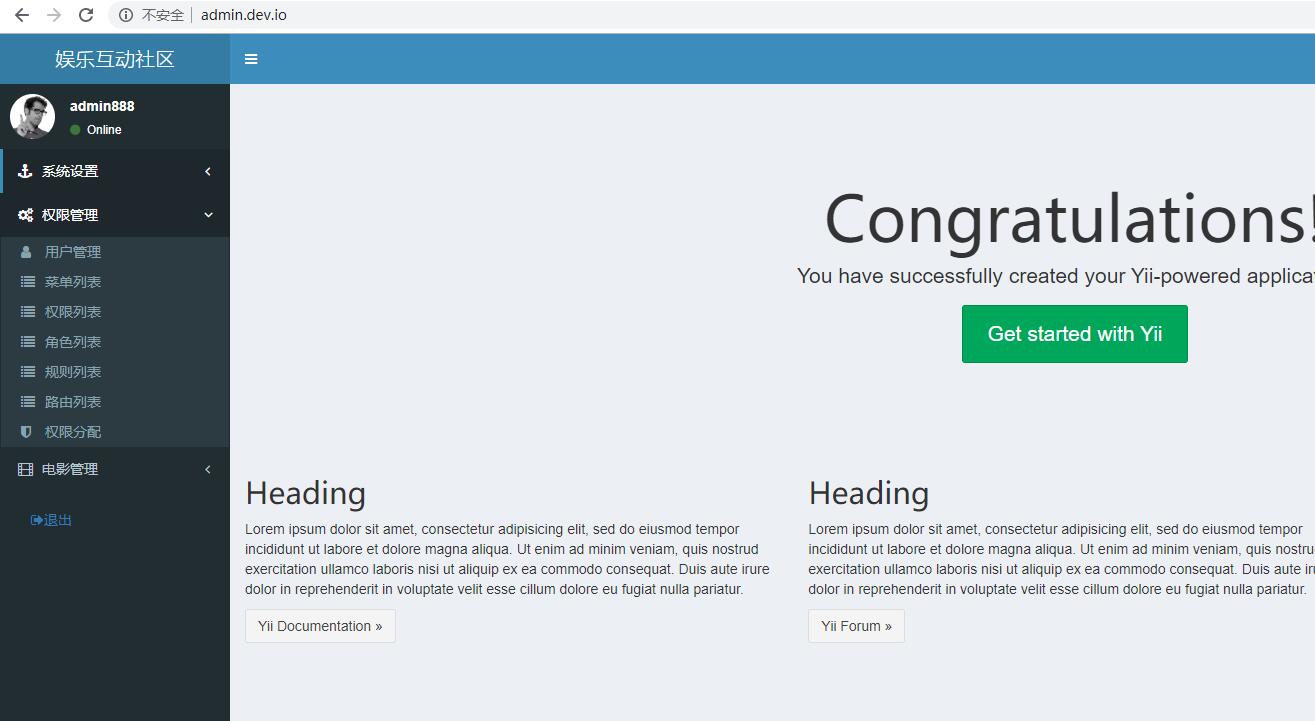 不安全 admin.dev.io
娱乐互动社区
admin888
Online
系统设置
权限管理
用户管理
菜单列表
权限列表
角色列表
规则列表
路由列表
权限分配
电影管理
退出
Congratulations!
You have successfully created your Yii-powered applicat
Get started with Yii
Heading
Lorem ipsum dolor sit amet, consectetur adipisicing elit, sed do eiusmod tempor
incididunt ut labore et dolore magna aliqua. Ut enim ad minim veniam, quis nostrud
exercitation ullamco laboris nisi ut aliquip ex ea commodo consequat. Duis aute irure
dolor in reprehenderit in voluptate velit esse cillum dolore eu fugiat nulla pariatur.
Yii Documentation »
Heading
Lorem ipsum dolor sit amet, consectetur adipisicing elit, sed do eiusmod tempor
incididunt ut labore et dolore magna aliqua. Ut enim ad minim veniam, quis nostru
exercitation ullamco laboris nisi ut aliquip ex ea commodo consequat. Duis aute iru
dolor in reprehenderit in voluptate velit esse cillum dolore eu fugiat nulla pariatur.
Yii Forum »